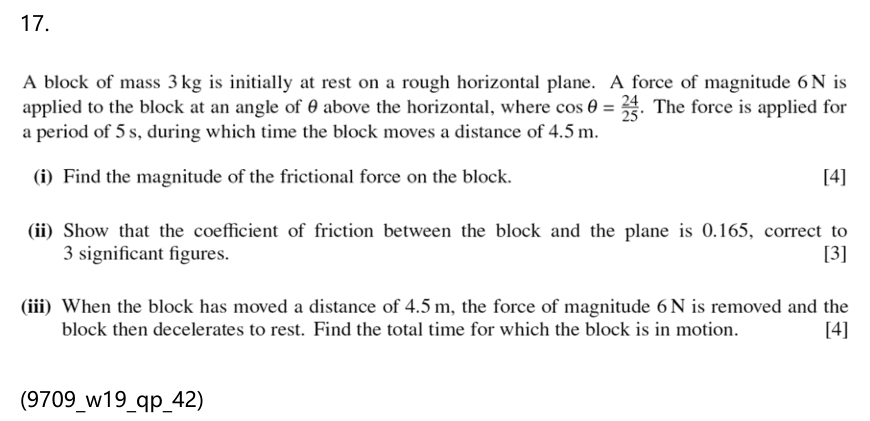 17.
A block of mass 3 kg is initially at rest on a rough horizontal plane. A force of magnitude 6 N is
applied to the block at an angle of θ above the horizontal, where cos θ = 24/25. The force is applied for
a period of 5 s, during which time the block moves a distance of 4.5 m.
(i) Find the magnitude of the frictional force on the block. [4]
(ii) Show that the coefficient of friction between the block and the plane is 0.165, correct to
3 significant figures. [3]
(iii) When the block has moved a distance of 4.5 m, the force of magnitude 6 N is removed and the
block then decelerates to rest. Find the total time for which the block is in motion. [4]
(9709_w19_qp_42)